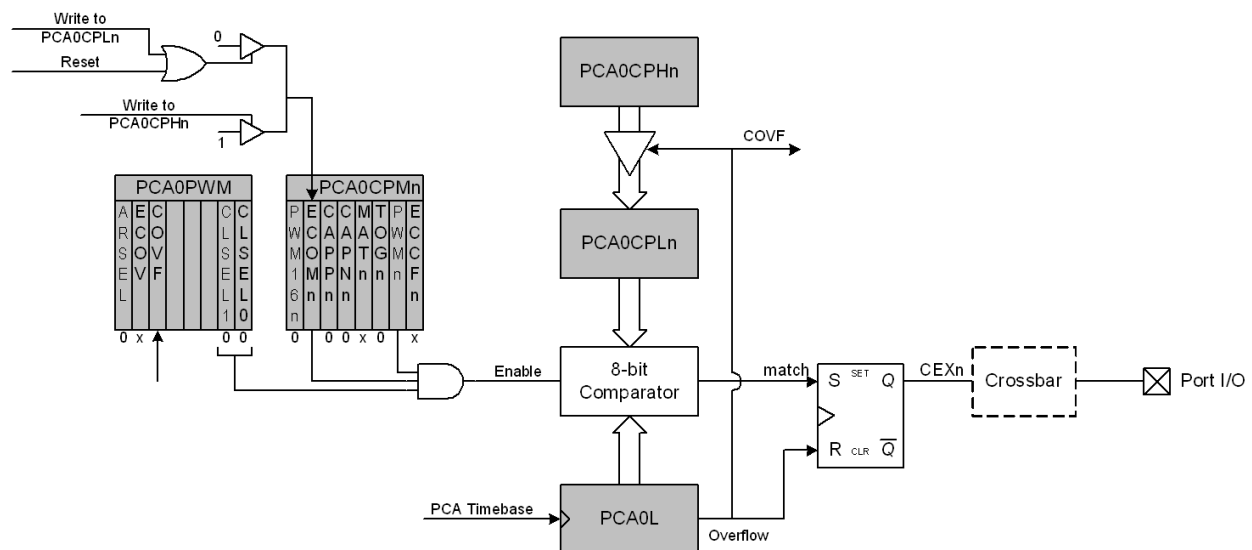 Write to
PCA0CPLn
Reset
0
Write to
PCA0CPHn
1
PCA0PWM
ARSEL
ECOV
COVF
CLSEL1
CLSEL0
0 x 0 0
PCA0CPMn
PWM16n
ECOMn
CAPPn
CAPNn
MATn
TOGn
PWMn
ECCFn
0 0 0 x 0 x
Enable
PCA0CPHn
COVF
PCA0CPLn
8-bit
Comparator
match
S SET Q
R CLR Q
CEXn
Crossbar
Port I/O
PCA Timebase
PCA0L
Overflow